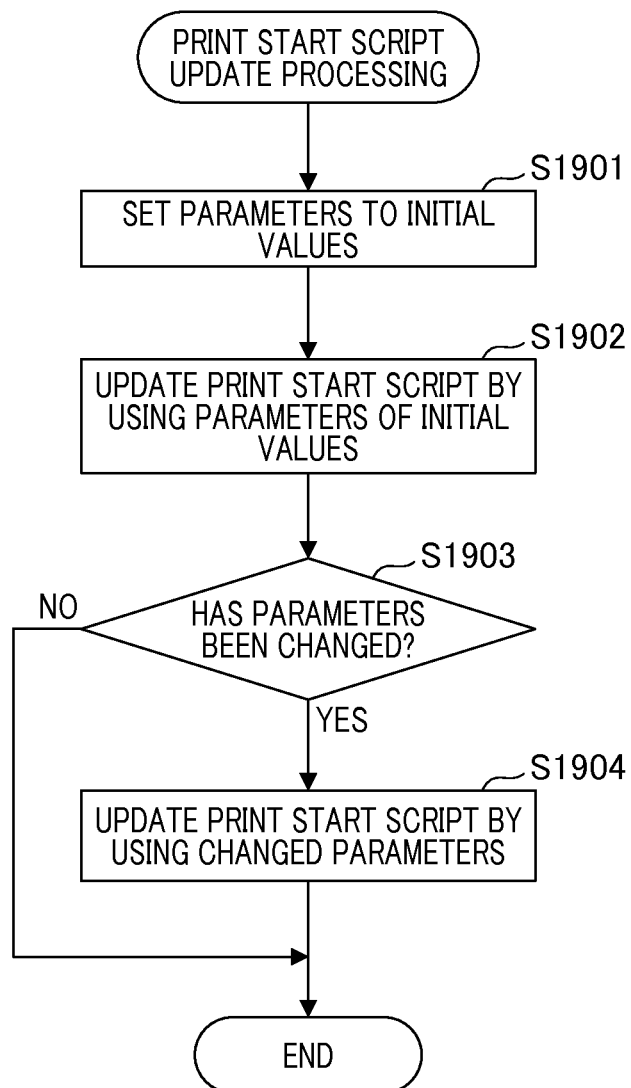 PRINT START SCRIPT
UPDATE PROCESSING
S1901
SET PARAMETERS TO INITIAL
VALUES
S1902
UPDATE PRINT START SCRIPT BY
USING PARAMETERS OF INITIAL
VALUES
S1903
NO
HAS PARAMETERS
BEEN CHANGED?
YES
S1904
UPDATE PRINT START SCRIPT BY
USING CHANGED PARAMETERS
END